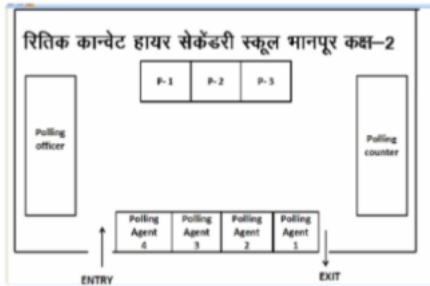 रितिक कान्वेट हायर सेकेंडरी स्कूल भानपूर कक्ष–2
P-1 P-2 P-3
Polling
officer
Polling
counter
Polling
Agent
4
Polling
Agent
3
Polling
Agent
2
Polling
Agent
1
ENTRY
EXIT